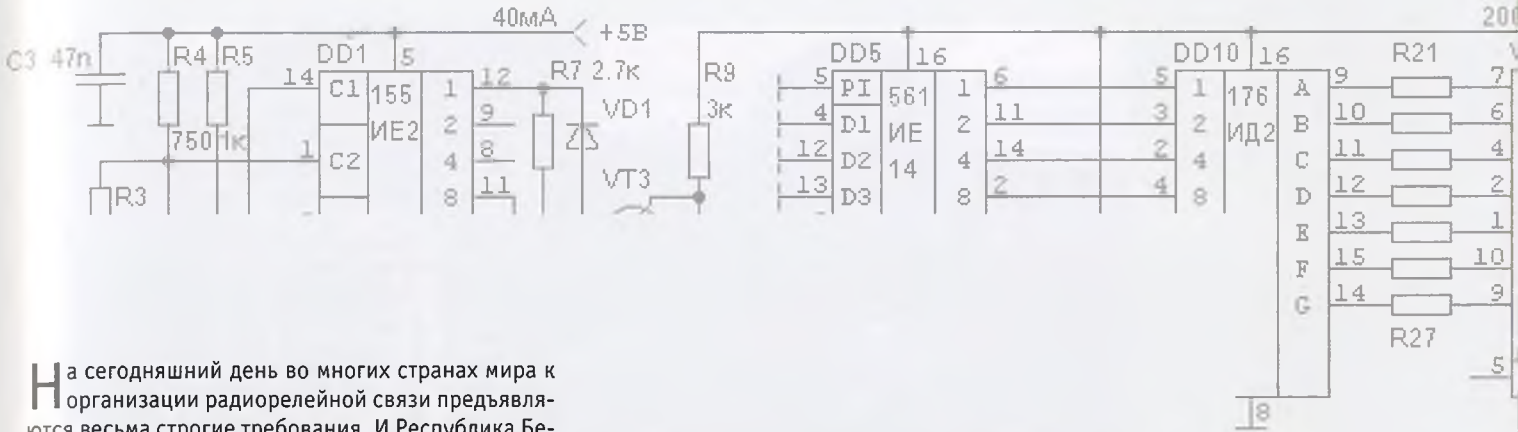 40мА
+5В
200
C3 47n
R4 R5
DD1
5
R7 2.7к
R9
DD5
16
DD10
16
R21
14
C1
155
1
12
VD1
3к
5
PI
561
1
6
5
1
176
A
9
7
ИЕ2
2
9
4
D1
ИЕ
2
11
3
2
ИД2
B
10
6
750
1к
1
C2
4
8
VT3
12
D2
14
4
14
2
4
C
11
4
R3
8
11
13
D3
8
2
4
8
D
12
2
E
13
1
F
15
10
G
14
9
R27
5
8
На сегодняшний день во многих странах мира к
организации радиорелейной связи предъявля-
ются весьма строгие требования. И Республика Бе-